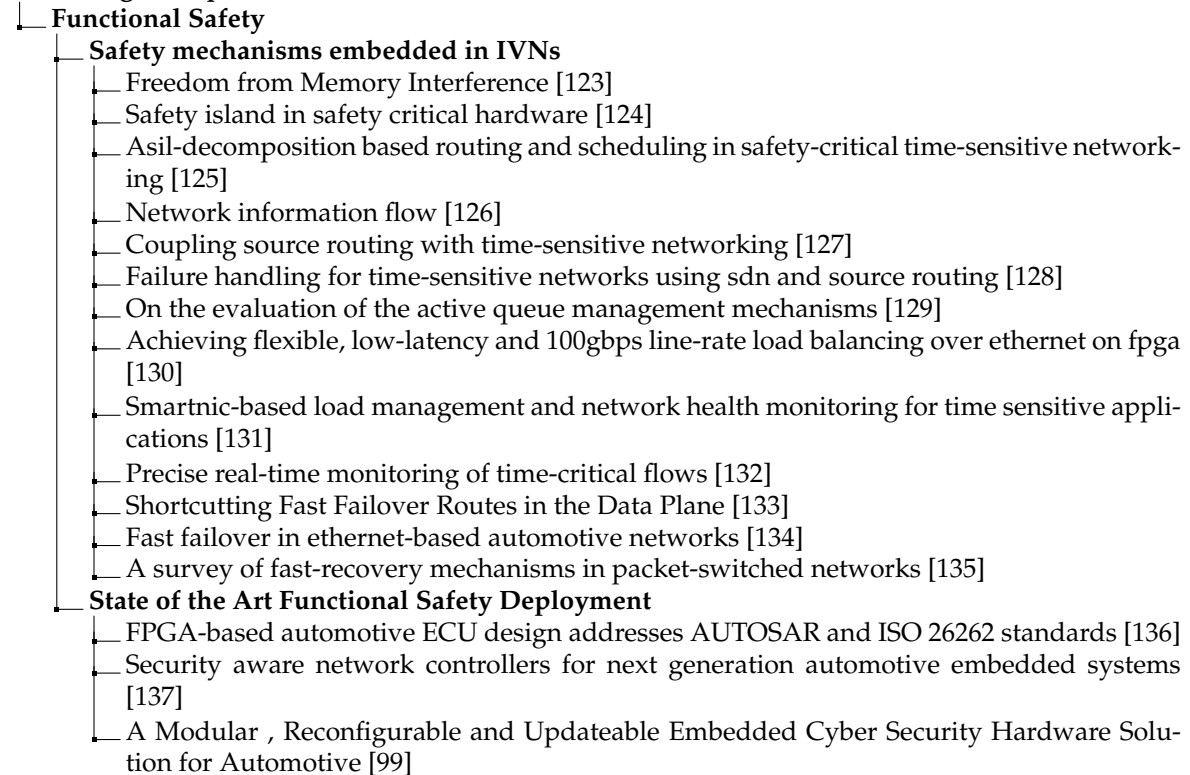 Functional Safety
Safety mechanisms embedded in IVNs
Freedom from Memory Interference [123]
Safety island in safety critical hardware [124]
Asil-decomposition based routing and scheduling in safety-critical time-sensitive network-
ing [125]
Network information flow [126]
Coupling source routing with time-sensitive networking [127]
Failure handling for time-sensitive networks using sdn and source routing [128]
On the evaluation of the active queue management mechanisms [129]
Achieving flexible, low-latency and 100gbps line-rate load balancing over ethernet on fpga
[130]
Smartnic-based load management and network health monitoring for time sensitive appli-
cations [131]
Precise real-time monitoring of time-critical flows [132]
Shortcutting Fast Failover Routes in the Data Plane [133]
Fast failover in ethernet-based automotive networks [134]
A survey of fast-recovery mechanisms in packet-switched networks [135]
State of the Art Functional Safety Deployment
FPGA-based automotive ECU design addresses AUTOSAR and ISO 26262 standards [136]
Security aware network controllers for next generation automotive embedded systems
[137]
A Modular , Reconfigurable and Updateable Embedded Cyber Security Hardware Solu-
tion for Automotive [99]